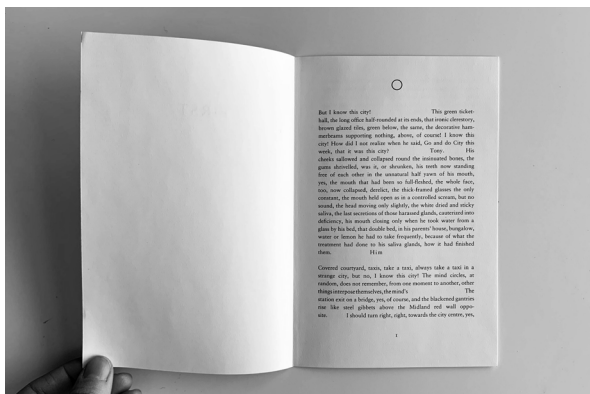 But I know this city! This green ticket-
hall, the long office half-rounded at its ends, that ironic clerestory,
brown glazed tiles, green below, the same, the decorative ham-
merbeams supporting nothing, above, of course! I know this
city! How did I not realize when he said, Go and do City this
week, that it was this city? Tony. His
cheeks sallowed and collapsed round the insinuated bones, the
gums shrivelled, was it, or shrunken, his teeth now standing
free of each other in the unnatural half yawn of his mouth,
yes, the mouth that had been so full-fleshed, the whole face,
too, now collapsed, derelict, the thick-framed glasses the only
constant, the mouth held open as in a controlled scream, but no
sound, the head moving only slightly, the white dried and sticky
saliva, the last secretions of those harassed glands, cauterized into
deficiency, his mouth closing only when he took water from a
glass by his bed, that double bed, in his parents' house, bungalow,
water or lemon he had to take frequently, because of what the
treatment had done to his saliva glands, how it had finished
them. Him
Covered courtyard, taxis, take a taxi, always take a taxi in a
strange city, but no, I know this city! The mind circles, at
random, does not remember, from one moment to another, other
things interpose themselves, the mind's The
station exit on a bridge, yes, of course, and the blackened gantries
rise like steel gibbets above the Midland red wall oppo-
site. I should turn right, right, towards the city centre, yes,
1